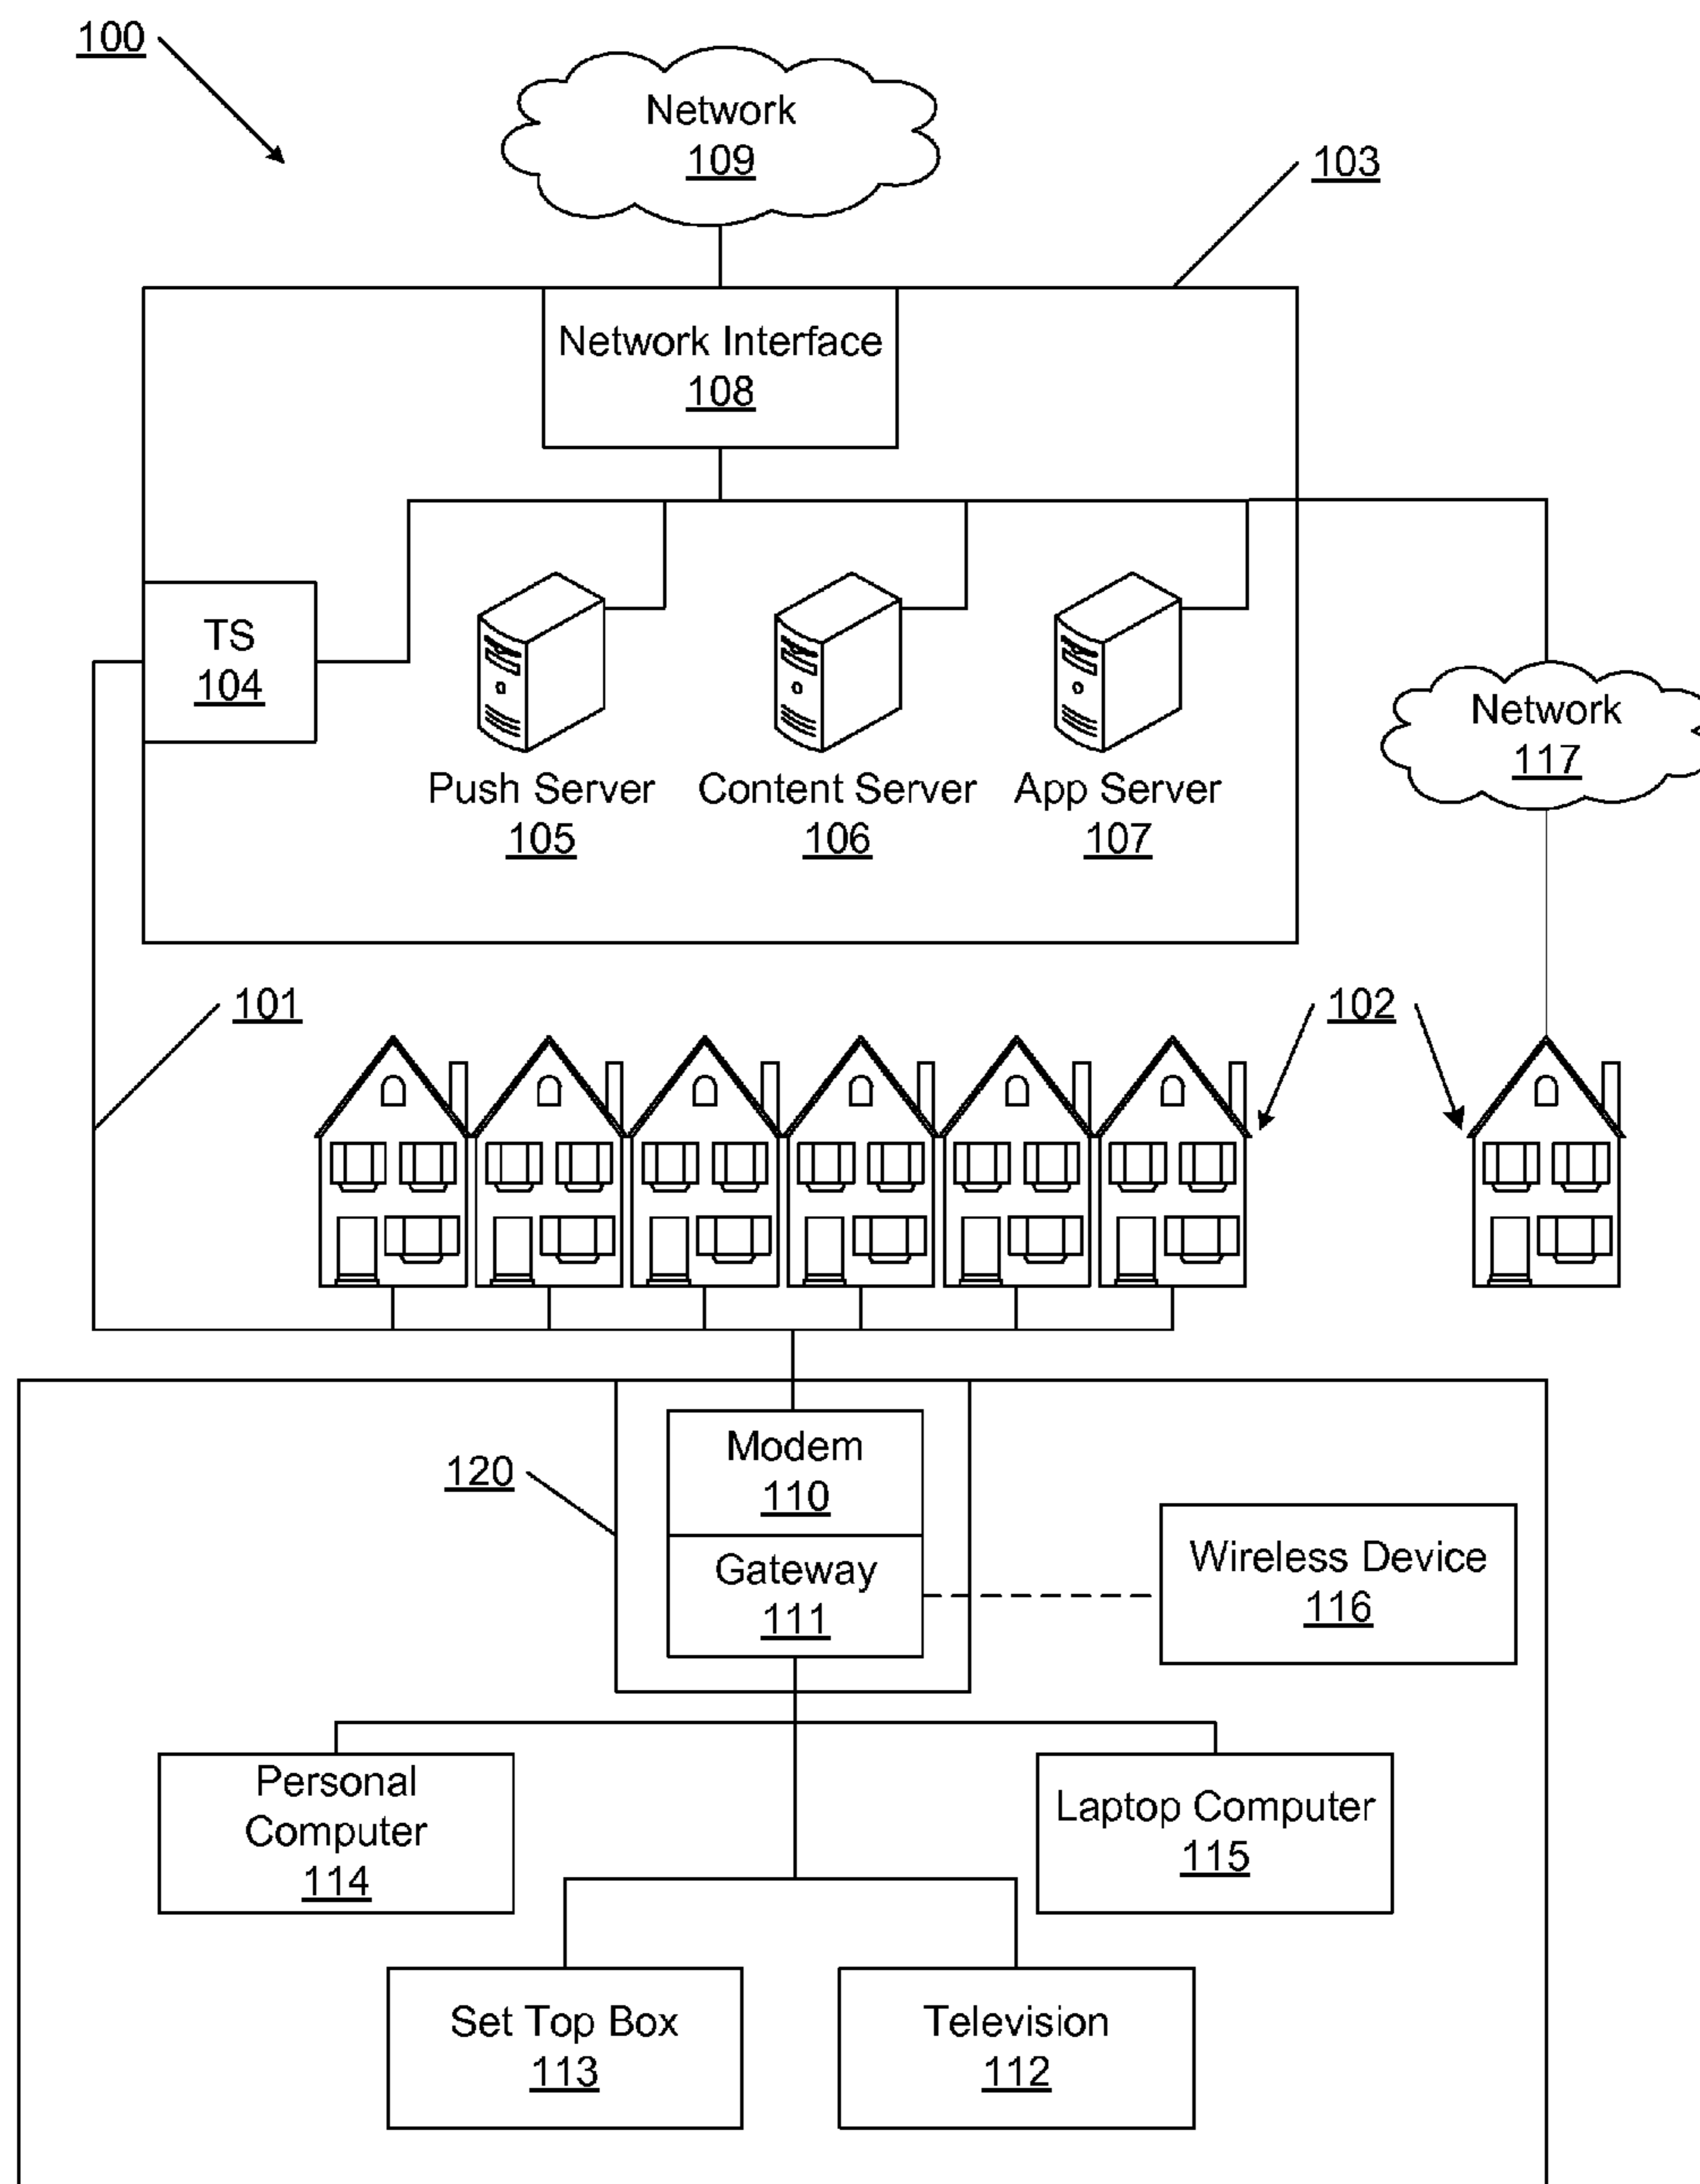 100
Network
109
103
Network Interface
108
TS
104
Push Server
105
Content Server
106
App Server
107
Network
117
101
102
Modem
110
120
Gateway
111
Wireless Device
116
Personal
Computer
114
Laptop Computer
115
Set Top Box
113
Television
112